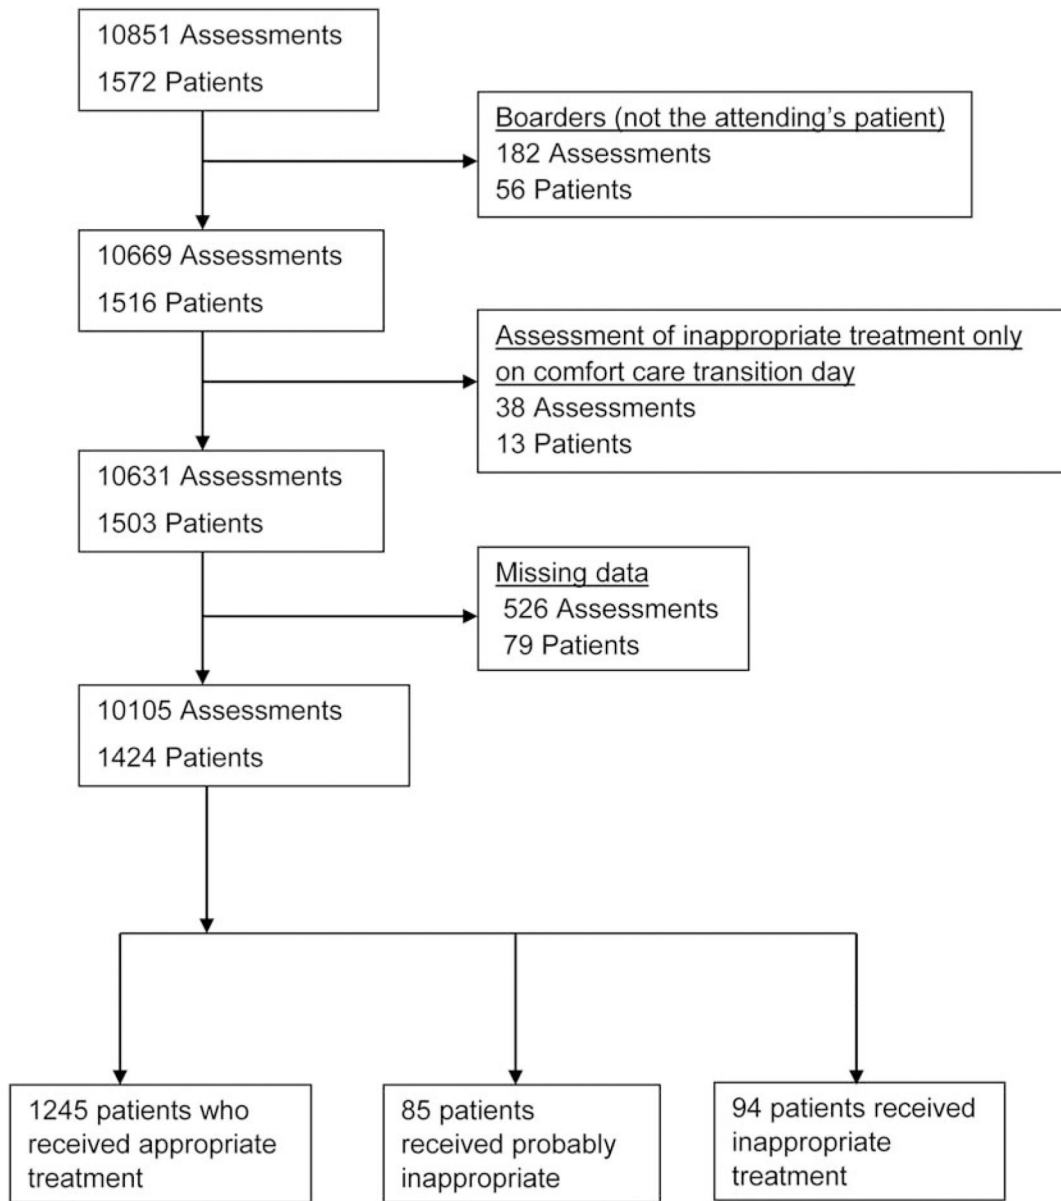 10851 Assessments
1572 Patients
Boarders (not the attending's patient)
182 Assessments
56 Patients
10669 Assessments
1516 Patients
Assessment of inappropriate treatment only
on comfort care transition day
38 Assessments
13 Patients
10631 Assessments
1503 Patients
Missing data
526 Assessments
79 Patients
10105 Assessments
1424 Patients
1245 patients who
received appropriate
treatment
85 patients
received probably
inappropriate
94 patients received
inappropriate
treatment